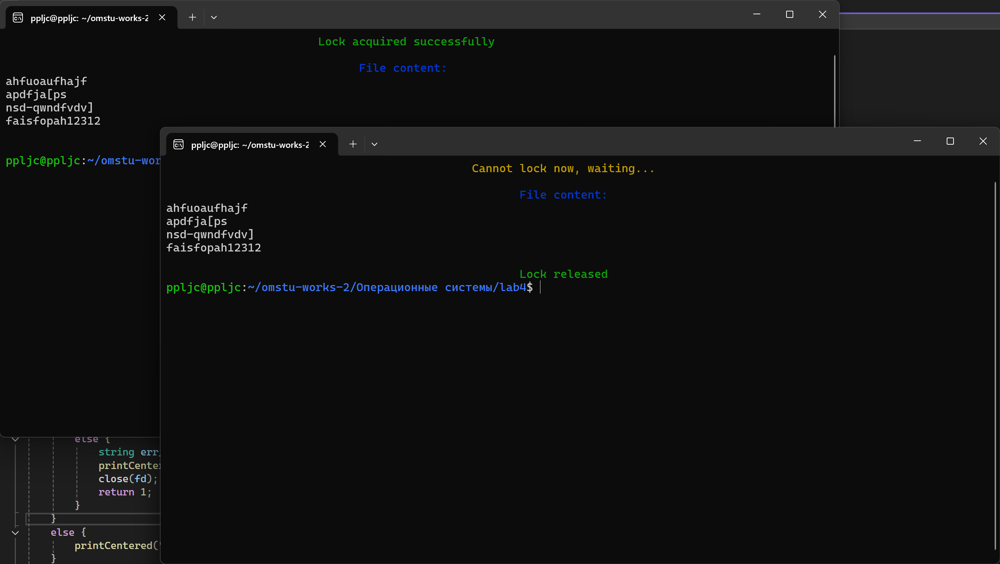 ppljc@ppljc: ~/omstu-works-2
Lock acquired successfully
File content:
ahfuoaufhajf
apdfja[ps
nsd-qwndfvdv]
faisfopah12312
ppljc@ppljc:~/omstu-wor
ppljc@ppljc: ~/omstu-works-2
Cannot lock now, waiting...
File content:
ahfuoaufhajf
apdfja[ps
nsd-qwndfvdv]
faisfopah12312
Lock released
ppljc@ppljc:~/omstu-works-2/Операционные системы/lab4$
else {
string err_
printCenter
close(fd);
return 1;
}
}
else {
printCentered(
}